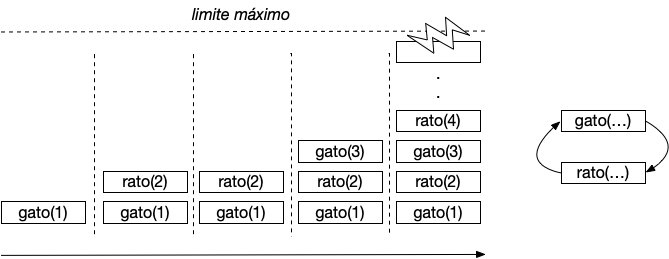 limite máximo
gato(1)
rato(2)
gato(1)
rato(2)
gato(1)
gato(3)
rato(2)
gato(1)
.
.
rato(4)
gato(3)
rato(2)
gato(1)
gato(…)
rato(…)